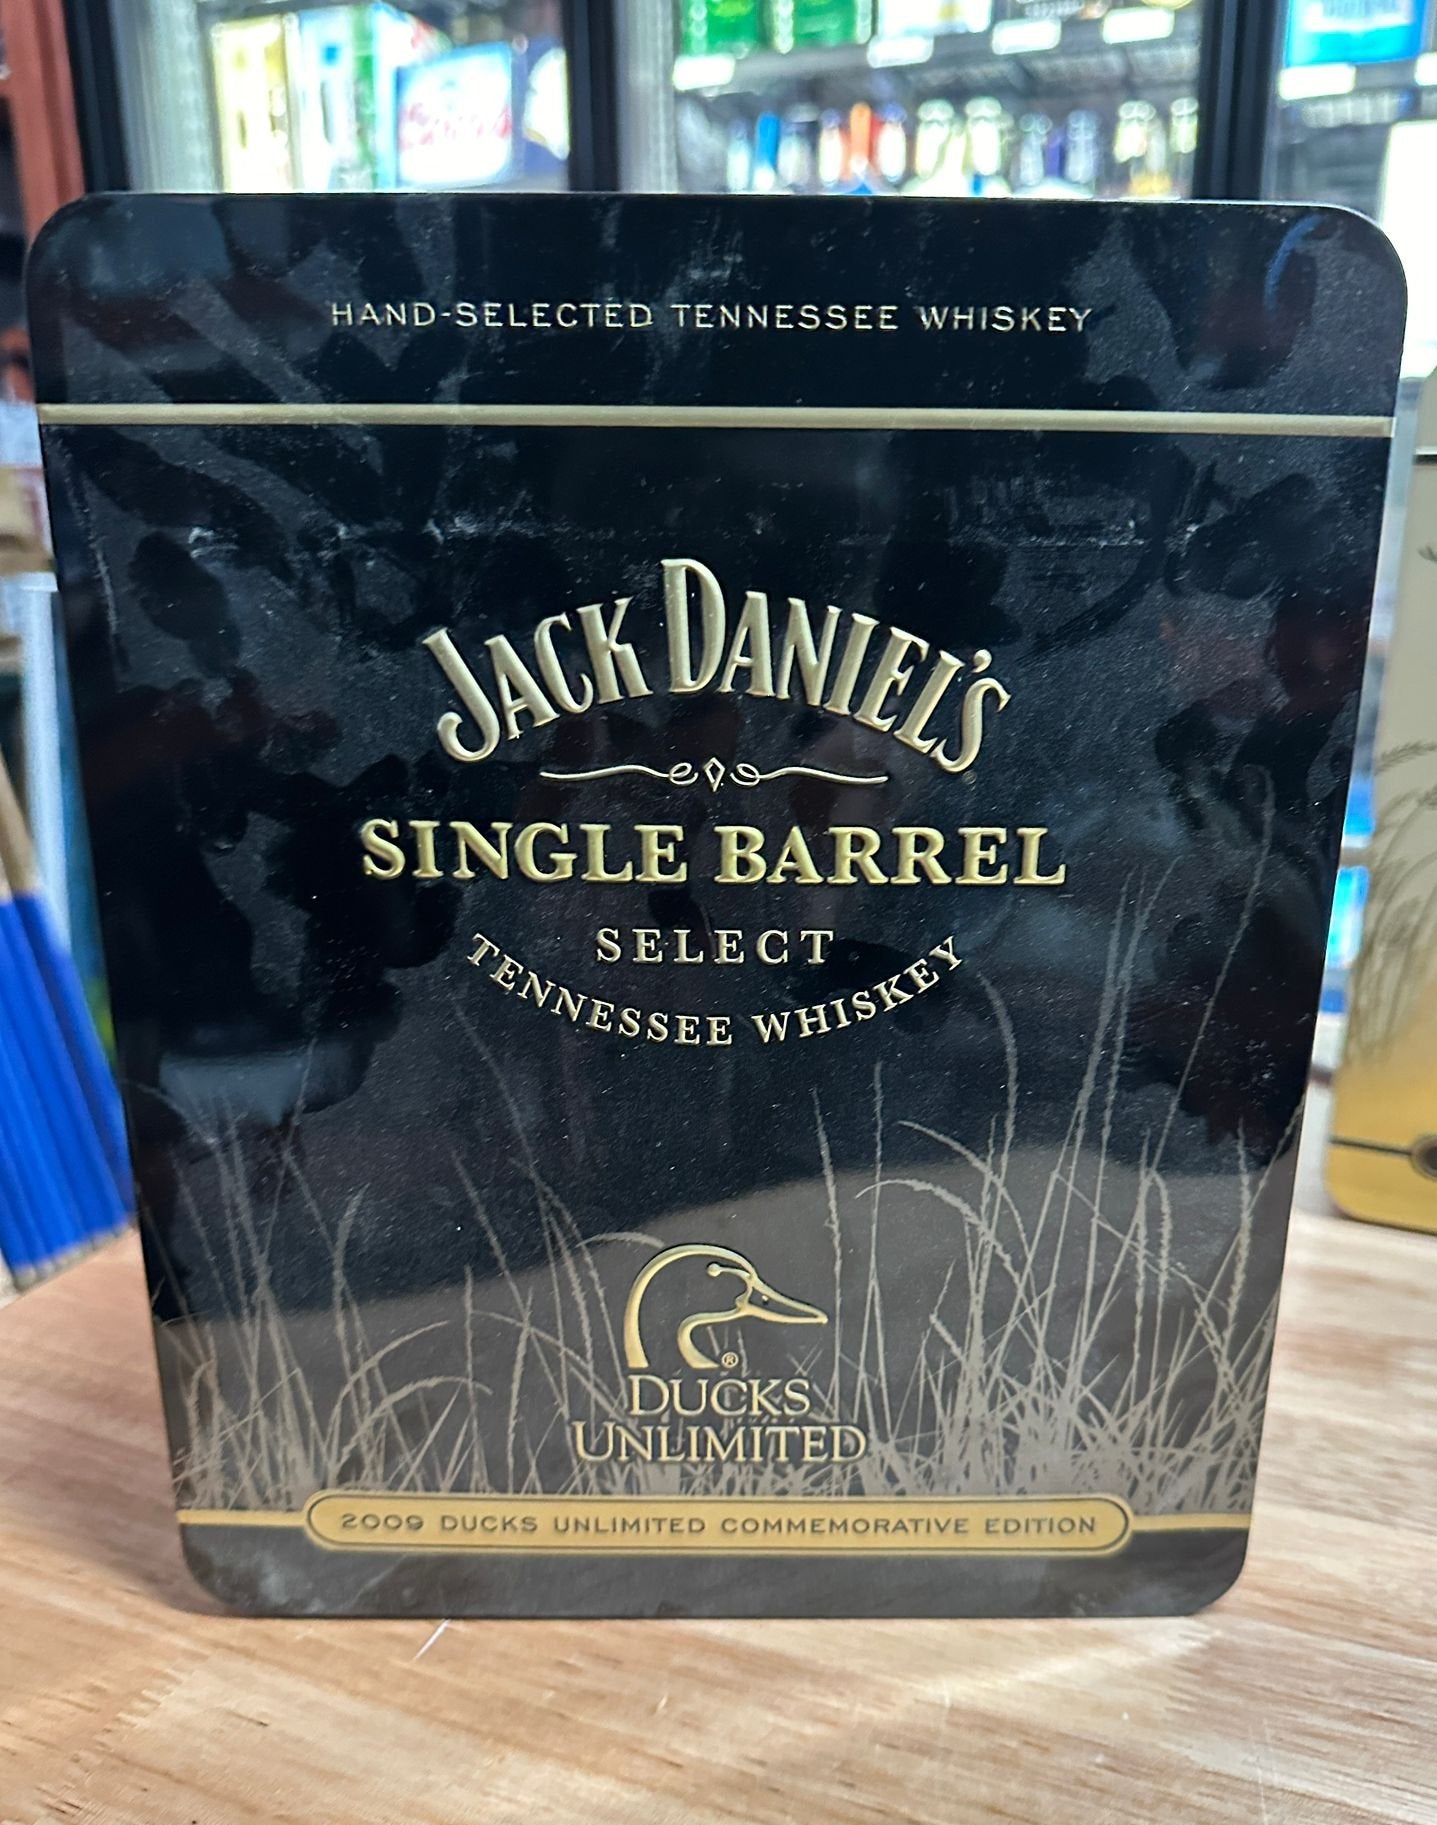 HAND-SELECTED TENNESSEE WHISKEY
JACK DANIEL'S
SINGLE BARREL
SELECT
TENNESSEE WHISKEY
®
DUCKS
UNLIMITED
2009 DUCKS UNLIMITED COMMEMORATIVE EDITION